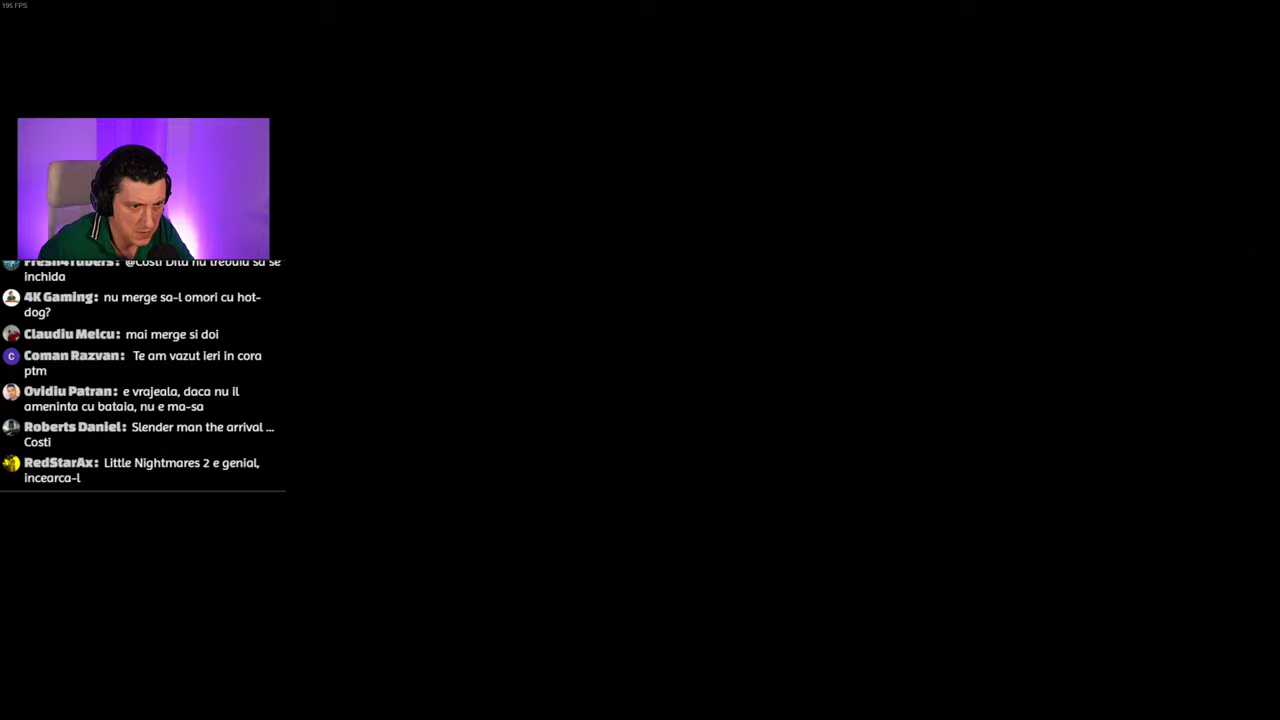 195 FPS
Fresh4Tubers: @Costi Dita nu trebuia sa se
inchida
4K Gaming: nu merge sa-l omori cu hot-
dog?
Claudiu Melcu: mai merge si doi
C Coman Razvan: Te am vazut ieri in cora
ptm
Ovidiu Patran: e vrajeala, daca nu il
ameninta cu bataia, nu e ma-sa
Roberts Daniel: Slender man the arrival ...
Costi
RedStarAx: Little Nightmares 2 e genial,
incearca-l